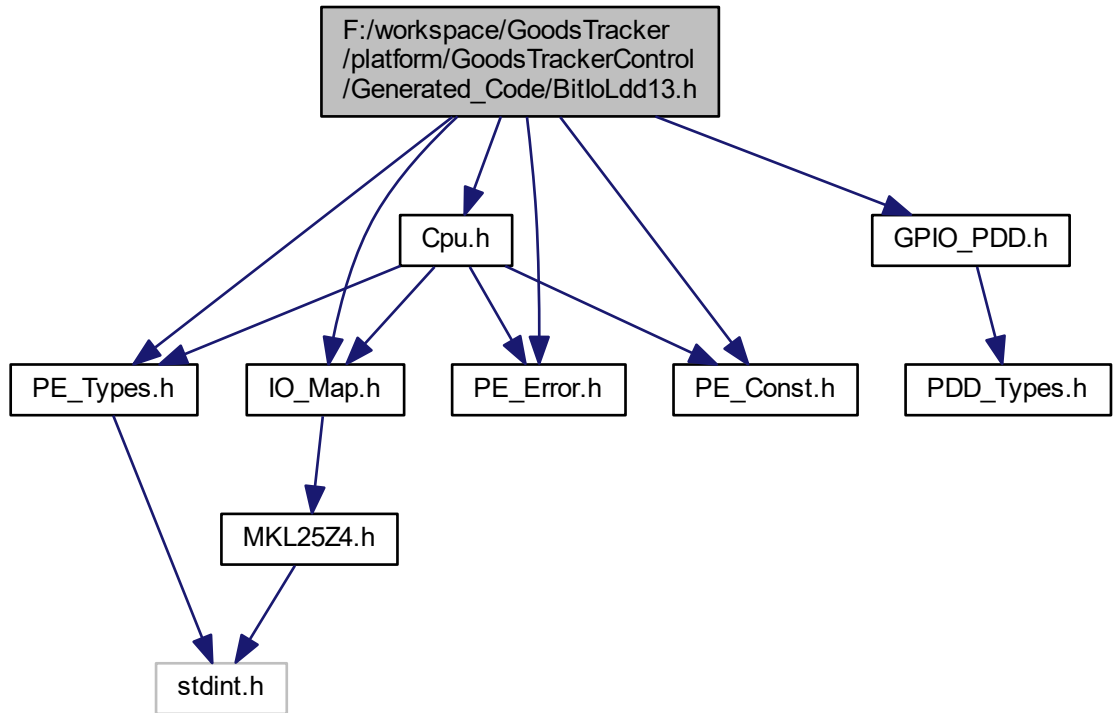 F:/workspace/GoodsTracker
/platform/GoodsTrackerControl
/Generated_Code/BitIoLdd13.h
Cpu.h
GPIO_PDD.h
PE_Types.h
IO_Map.h
PE_Error.h
PE_Const.h
PDD_Types.h
MKL25Z4.h
stdint.h